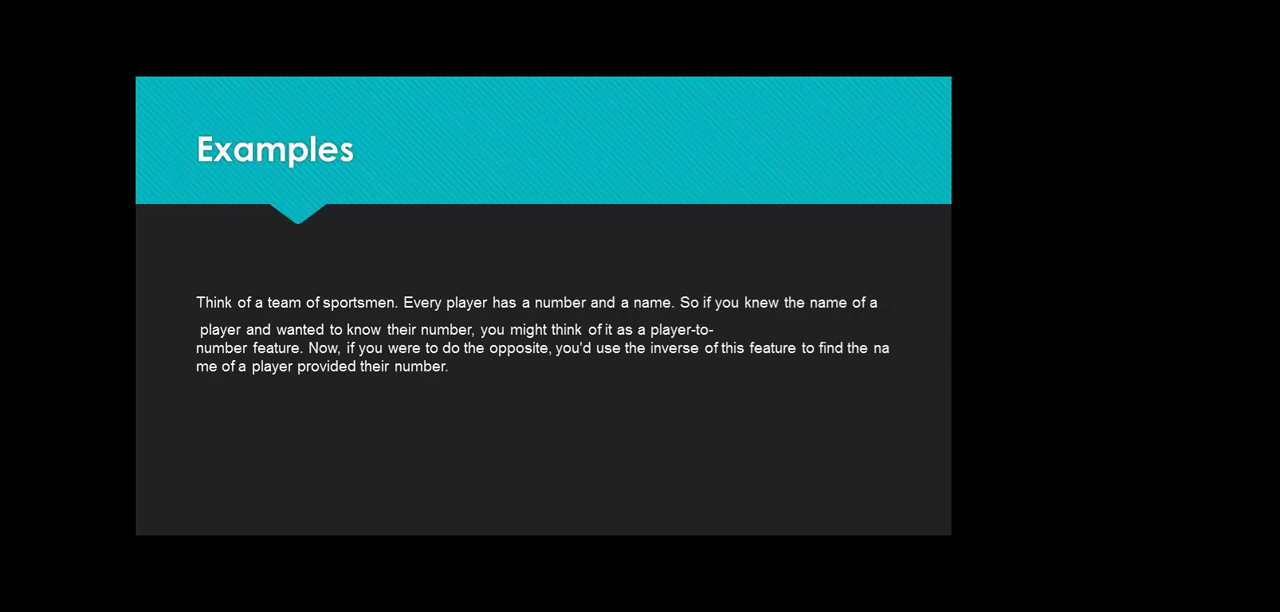 Examples
Think of a team of sportsmen. Every player has a number and a name. So if you knew the name of a
player and wanted to know their number, you might think of it as a player-to-
number feature. Now, if you were to do the opposite, you'd use the inverse of this feature to find the na
me of a player provided their number.